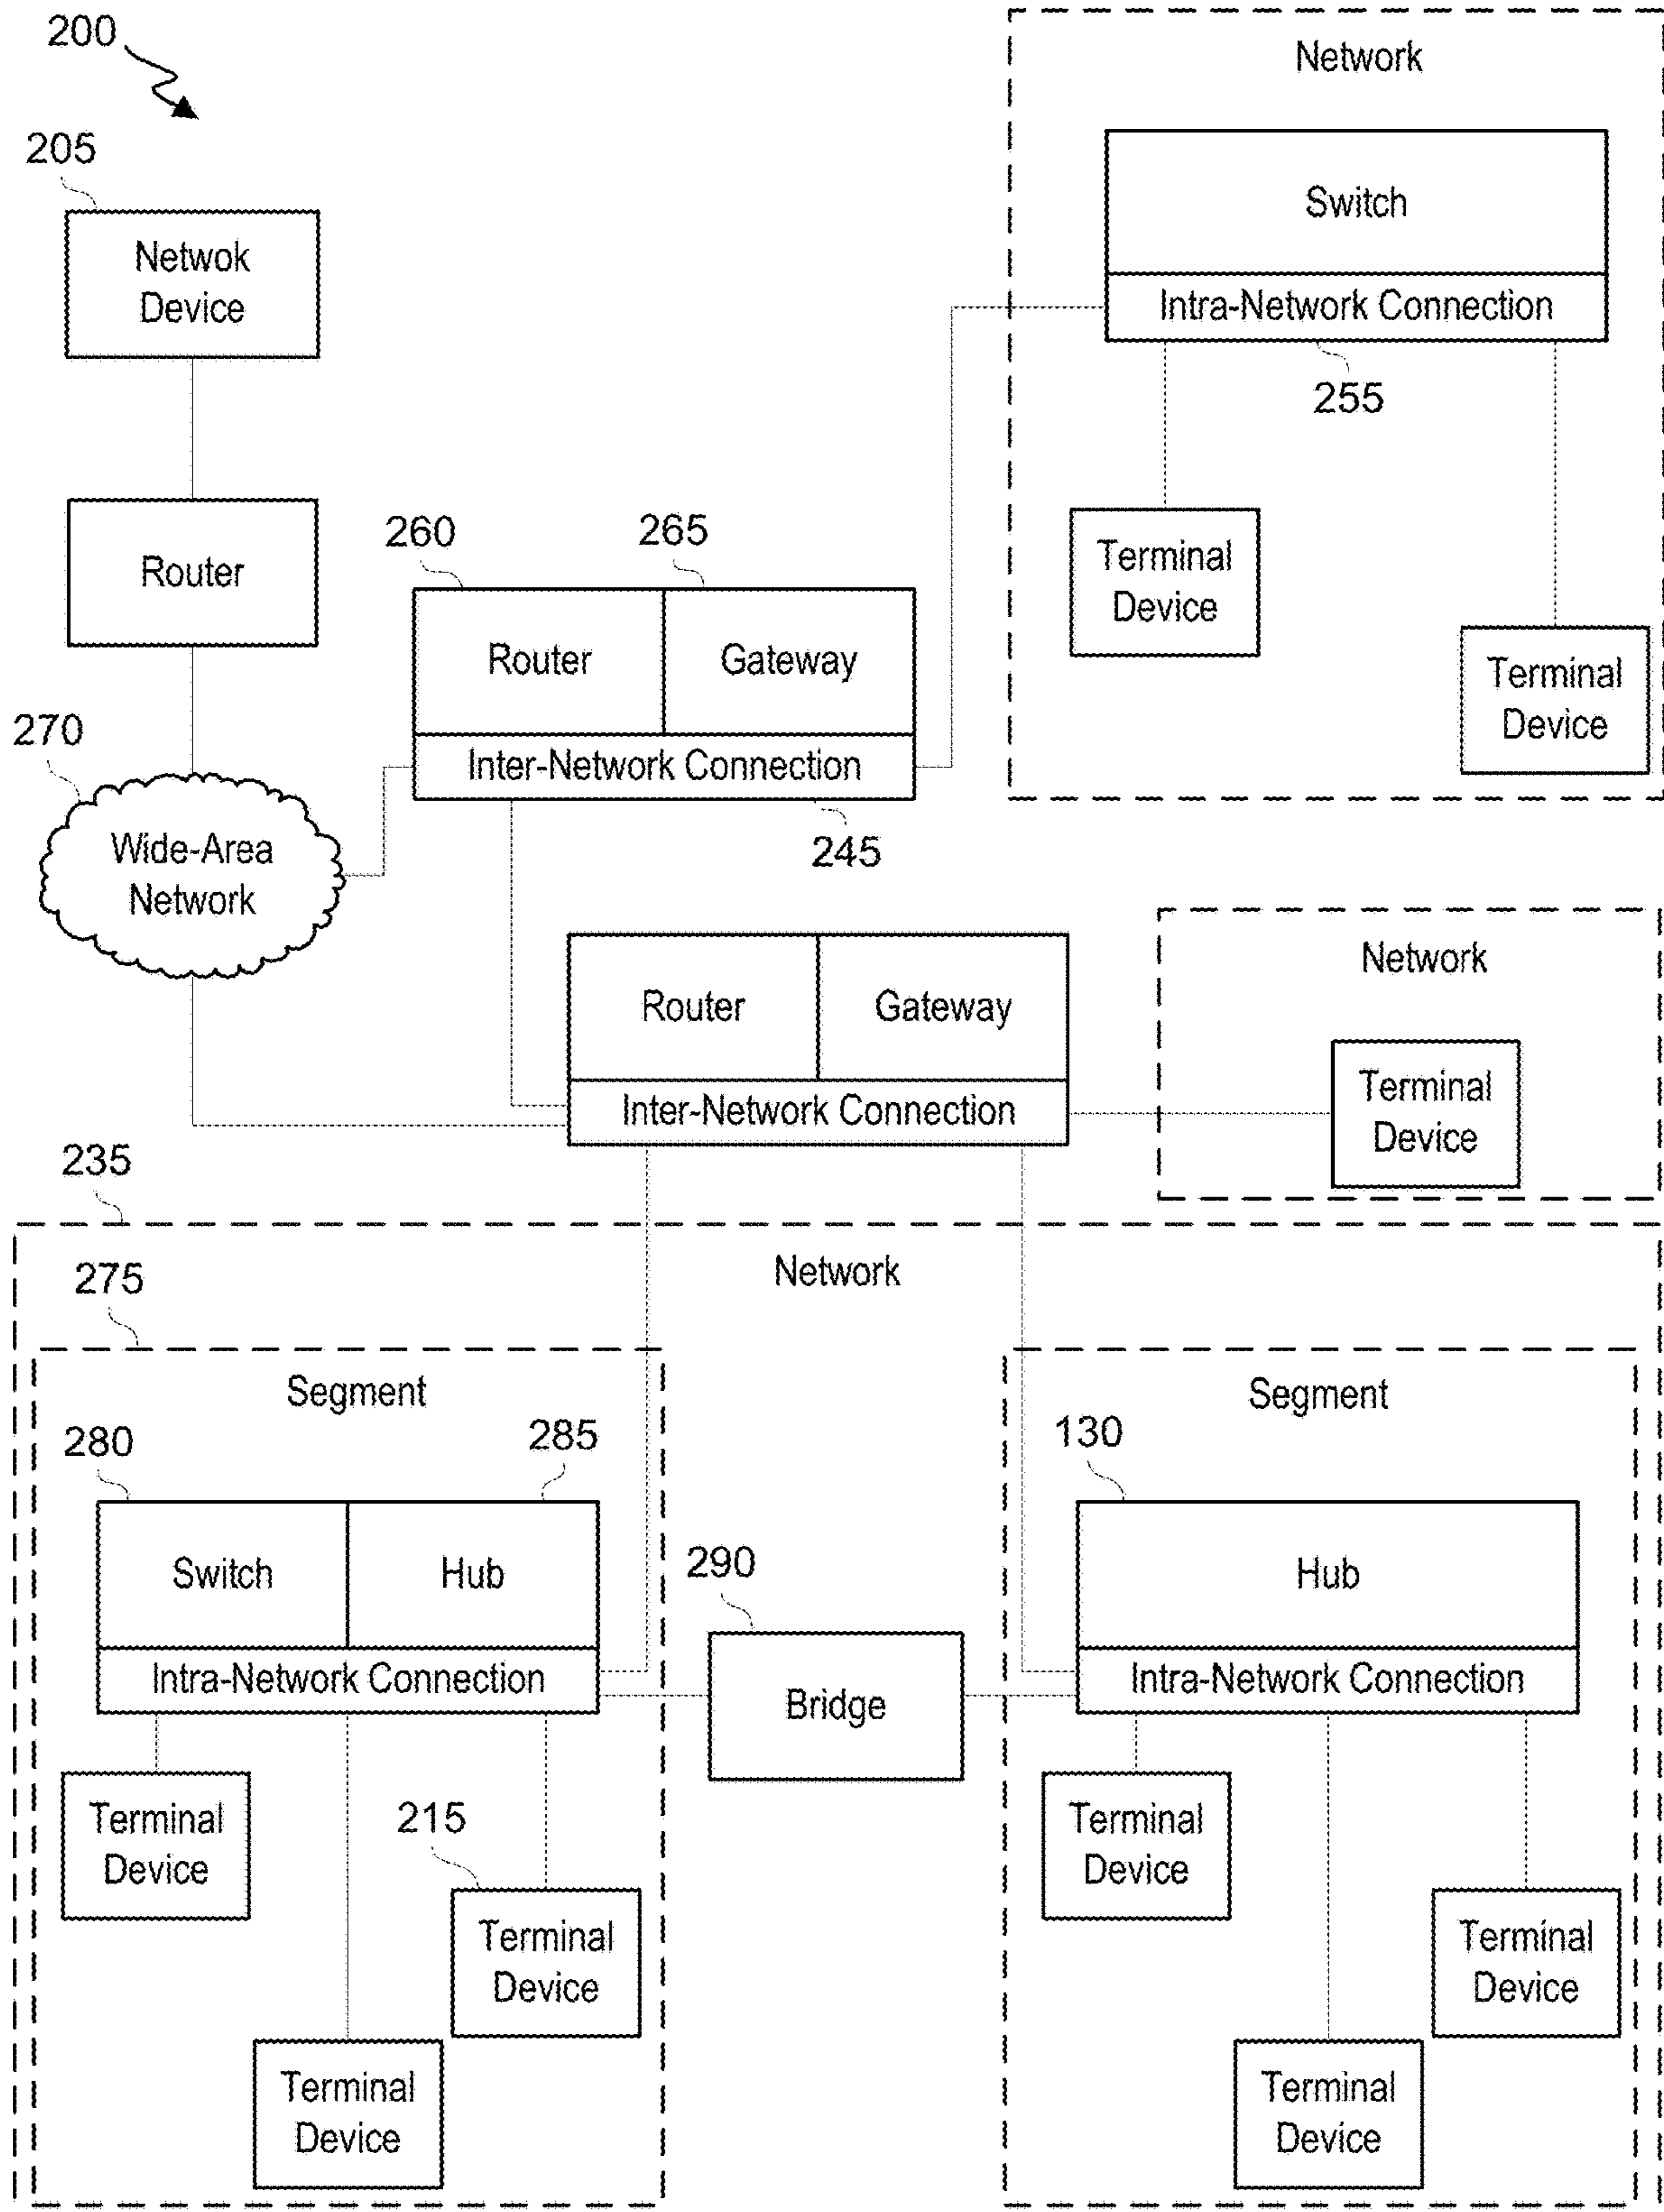 200
Network
205
Switch
Netwok
Device
Intra-Network Connection
255
Router
260
265
Terminal
Device
Router
Gateway
Terminal
Device
270
Inter-Network Connection
245
Wide-Area
Network
Network
Router
Gateway
Terminal
Device
Inter-Network Connection
235
Network
275
Segment
Segment
280
285
130
Switch
Hub
290
Hub
Intra-Network Connection
Bridge
Intra-Network Connection
Terminal
Device
215
Terminal
Device
Terminal
Device
Terminal
Device
Terminal
Device
Terminal
Device